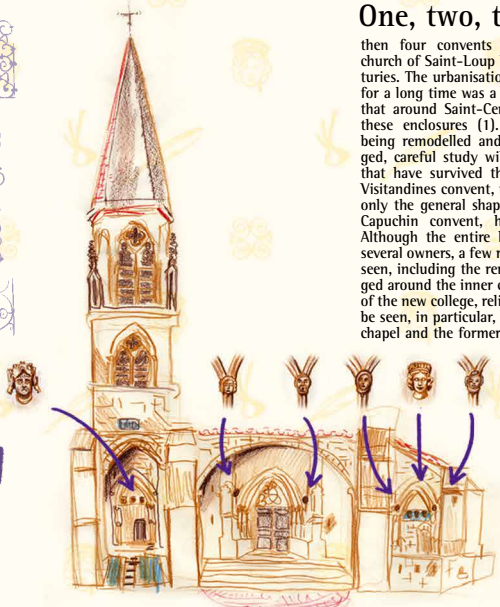 One, two, t
then four convents
church of Saint-Loup
turies. The urbanisatio
for a long time was a
that around Saint-Cer
these enclosures (1).
being remodelled and
ged, careful study wi
that have survived th
Visitandines convent,
only the general shap
Capuchin convent, h
Although the entire
several owners, a few r
seen, including the rer
ged around the inner c
of the new college, reli
be seen, in particular,
chapel and the former